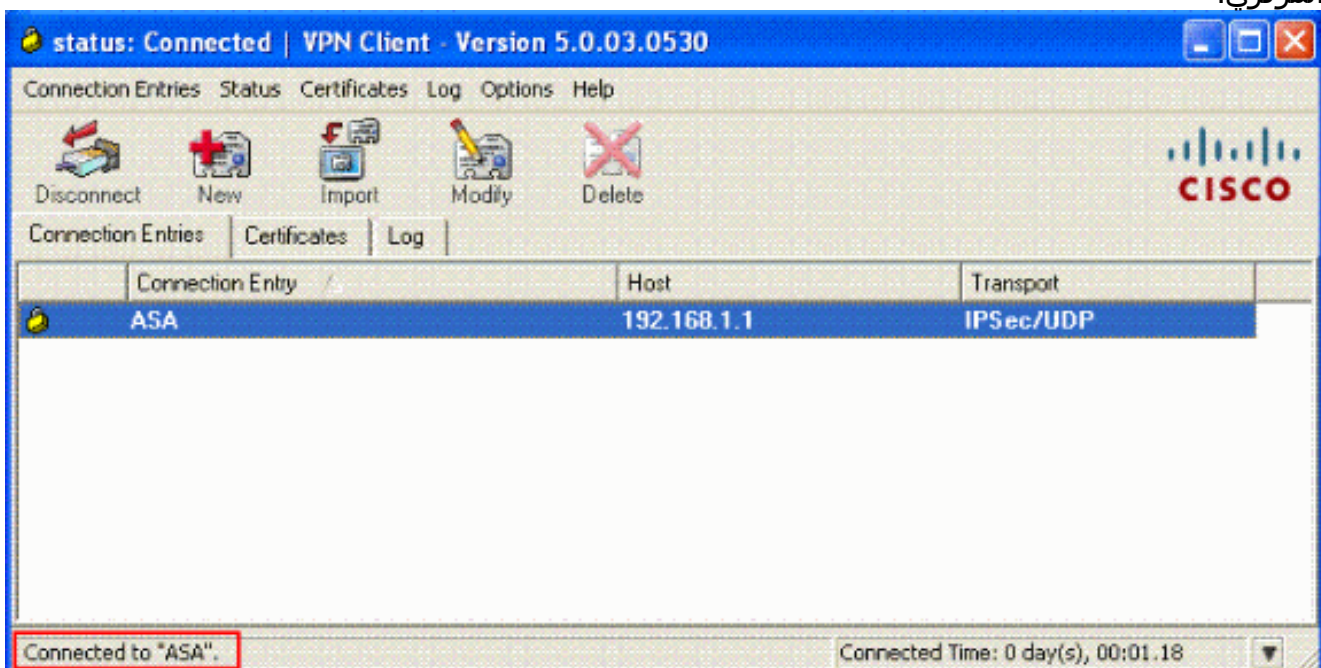 المركزي.
status: Connected | VPN Client - Version 5.0.03.0530
Connection Entries Status Certificates Log Options Help
Disconnect New Import Modify Delete
CISCO
Connection Entries Certificates Log
Connection Entry Host Transport
ASA 192.168.1.1 IPSec/UDP
Connected to "ASA". Connected Time: 0 day(s), 00:01.18